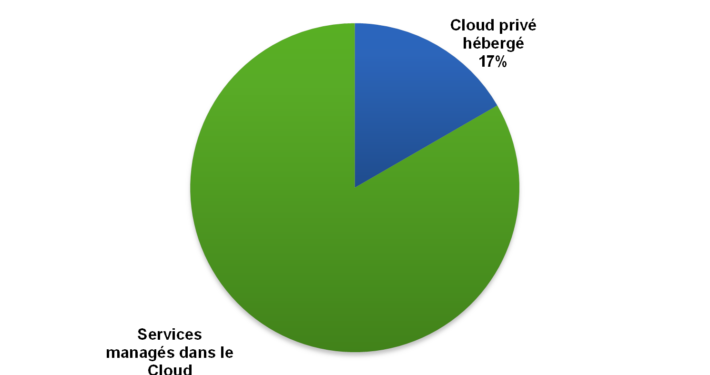 Cloud privé
hébergé
17%
Services
managés dans le
Cloud